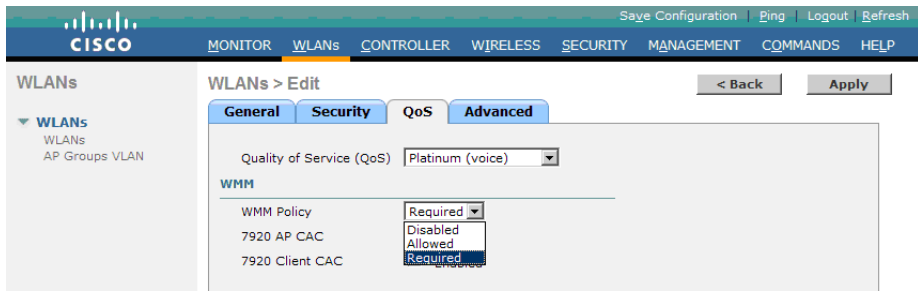 Save Configuration | Ping | Logout | Refresh
CISCO
MONITOR WLANs CONTROLLER WIRELESS SECURITY MANAGEMENT COMMANDS HELP
WLANs
WLANs > Edit
< Back
Apply
General Security QoS Advanced
WLANs
WLANs
AP Groups VLAN
Quality of Service (QoS) Platinum (voice)
WMM
WMM Policy Required
Disabled
7920 AP CAC
Allowed
Required
7920 Client CAC